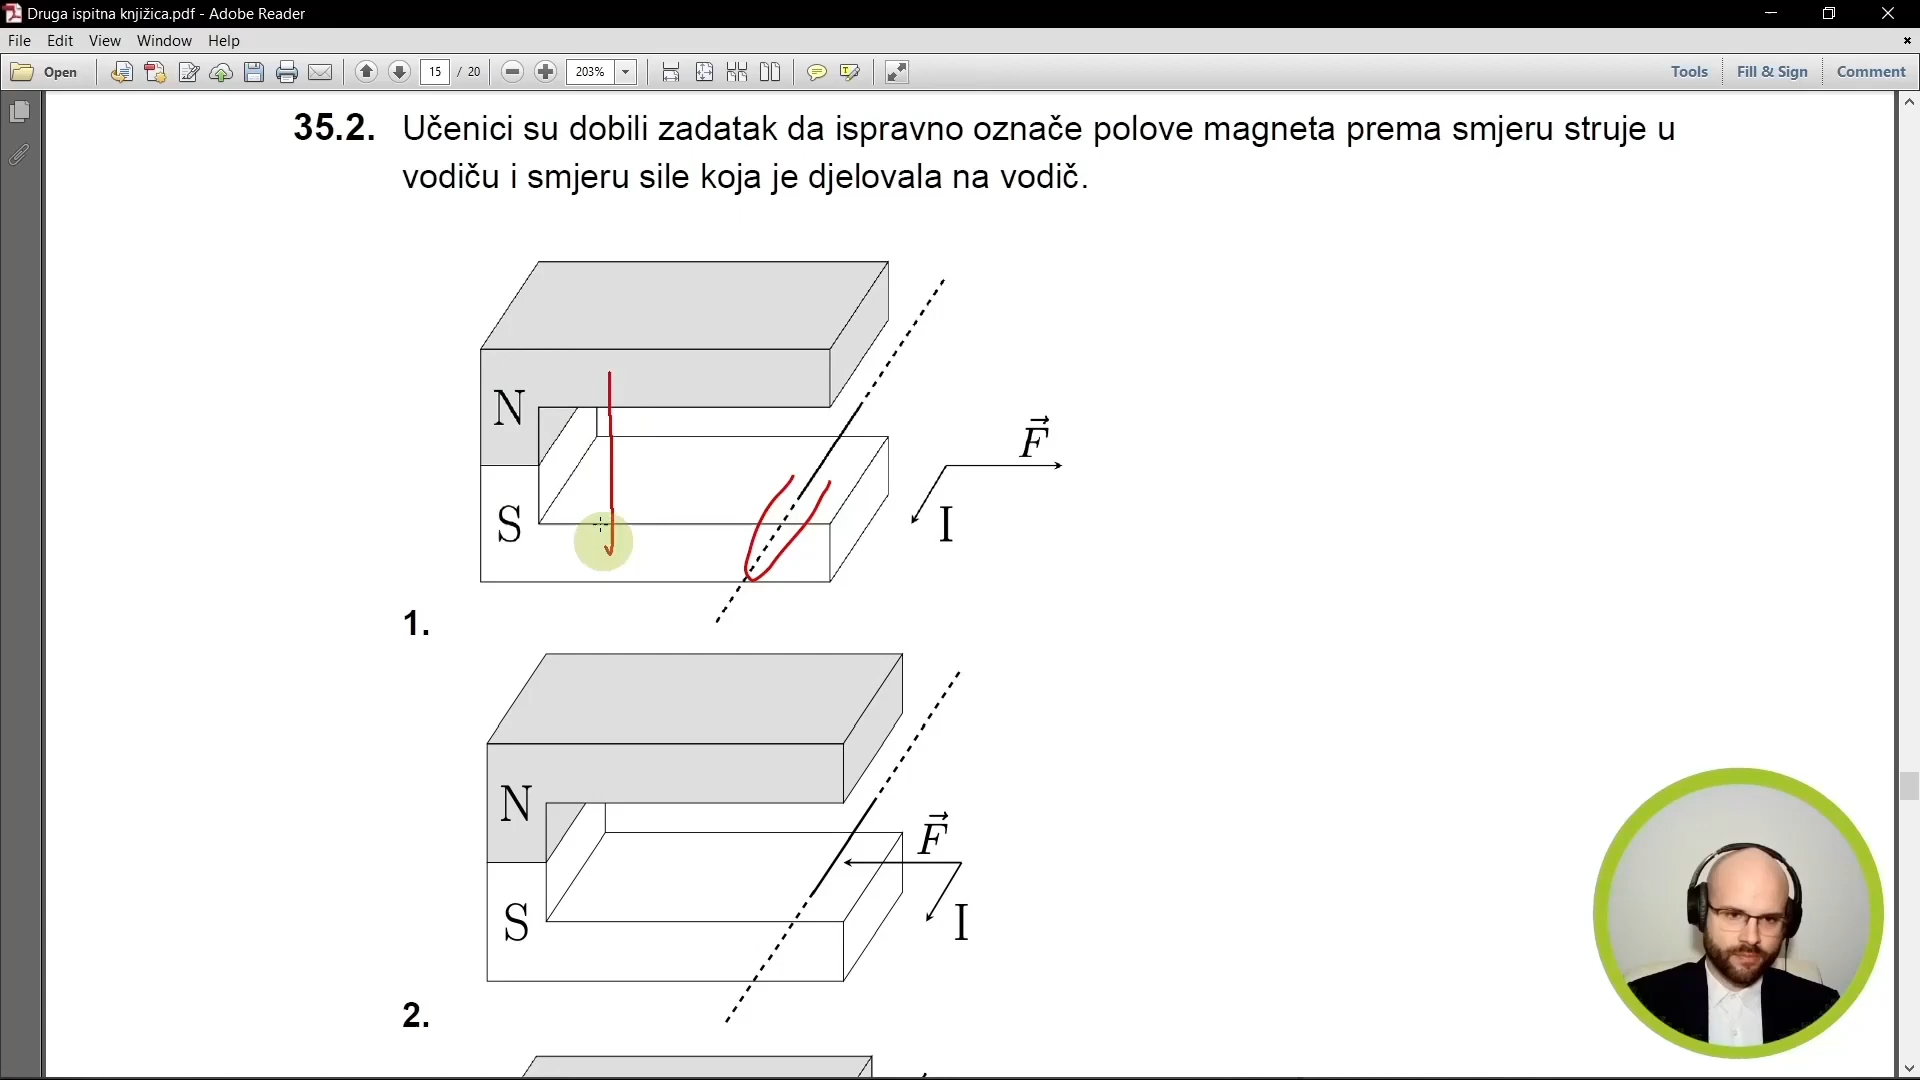 Druga ispitna knjižica.pdf - Adobe Reader
File Edit View Window Help
Open 15 / 20 203% Tools Fill & Sign Comment
35.2. Učenici su dobili zadatak da ispravno označe polove magneta prema smjeru struje u
vodiču i smjeru sile koja je djelovala na vodič.
N
F
S
I
1.
N
F
S
I
2.